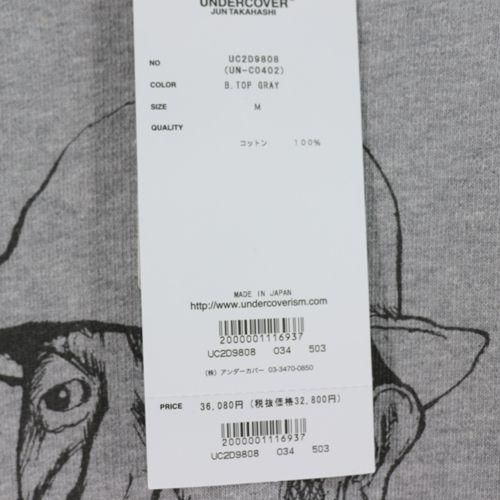 UNDERCOVER
JUN TAKAHASHI
NO UC2D9808
(UN-C0402)
COLOR B.TOP GRAY
SIZE M
QUALITY
コットン 100%
MADE IN JAPAN
http://www.undercoverism.com
2000001116937
UC2D9808 034 503
(株) アンダーカバー 03-3470-0850
PRICE 36,080円 (税抜価格32,800円)
2000001116937
UC2D9808 034 503